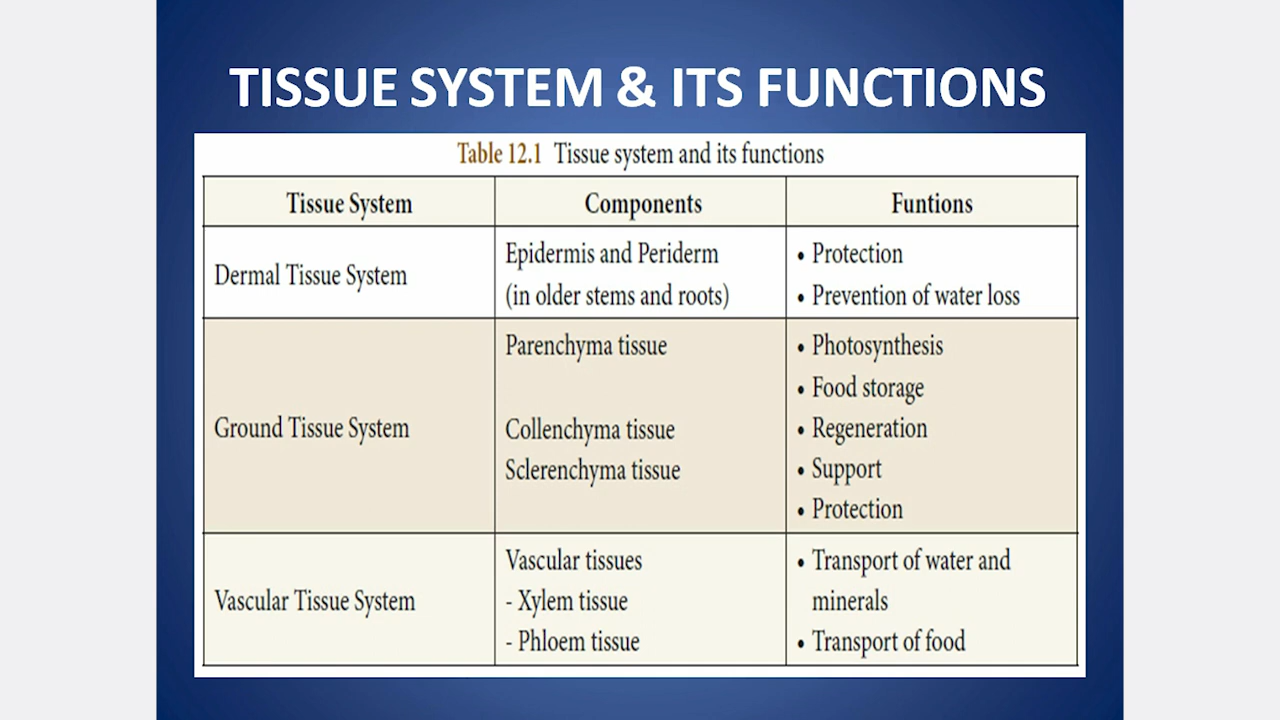 TISSUE SYSTEM & ITS FUNCTIONS
Table 12.1 Tissue system and its functions
Tissue System Components Funtions
Dermal Tissue System
Epidermis and Periderm
(in older stems and roots)
• Protection
• Prevention of water loss
Ground Tissue System
Parenchyma tissue
Collenchyma tissue
Sclerenchyma tissue
• Photosynthesis
• Food storage
• Regeneration
• Support
• Protection
Vascular Tissue System
Vascular tissues
- Xylem tissue
- Phloem tissue
• Transport of water and
minerals
• Transport of food